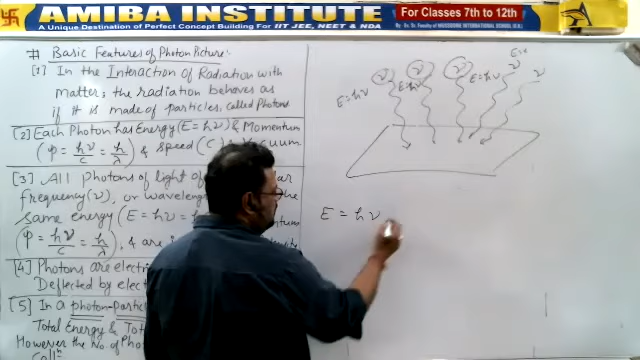 AMIBA INSTITUTE
A Unique Destination of Perfect Concept Building For IIT JEE, NEET & NDA
For Classes 7th to 12th
# Basic Features of Photon Picture:-
[1] In the Interaction of Radiation with
matter, the radiation behaves as
if It is made of particles, called Photons
[2] Each Photon has Energy (E = hν) & Momentum
(p = hν/c = h/λ) & speed (C) Vacuum
[3] All photons of light of
frequency (ν), or wavelen
same energy (E = hν =
(p = hν/c = h/λ), & are
[4] Photons are electri
Deflected by elect
[5] In a photon-parti
Total Energy & Tot
However the No. of Phot
Coll
ν ν ν ν ν
E = hν E = hν E = hν
E = hν